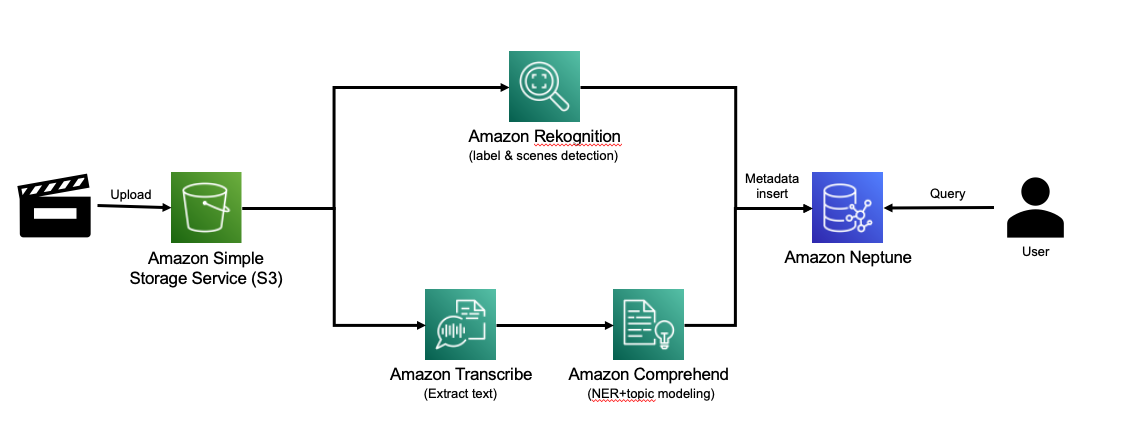 Amazon Rekognition
(label & scenes detection)
Upload
Amazon Simple
Storage Service (S3)
Metadata
insert
Amazon Neptune
Query
User
Amazon Transcribe
(Extract text)
Amazon Comprehend
(NER+topic modeling)